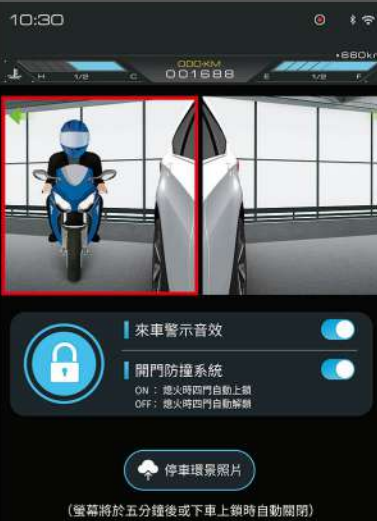 10:30
+660km
ODO-KM
H 1/2 C 001688 E 1/2 F
來車警示音效
開門防撞系統
ON： 熄火時四門自動上鎖
OFF： 熄火時四門自動解鎖
停車環景照片
(螢幕將於五分鐘後或下車上鎖時自動關閉)